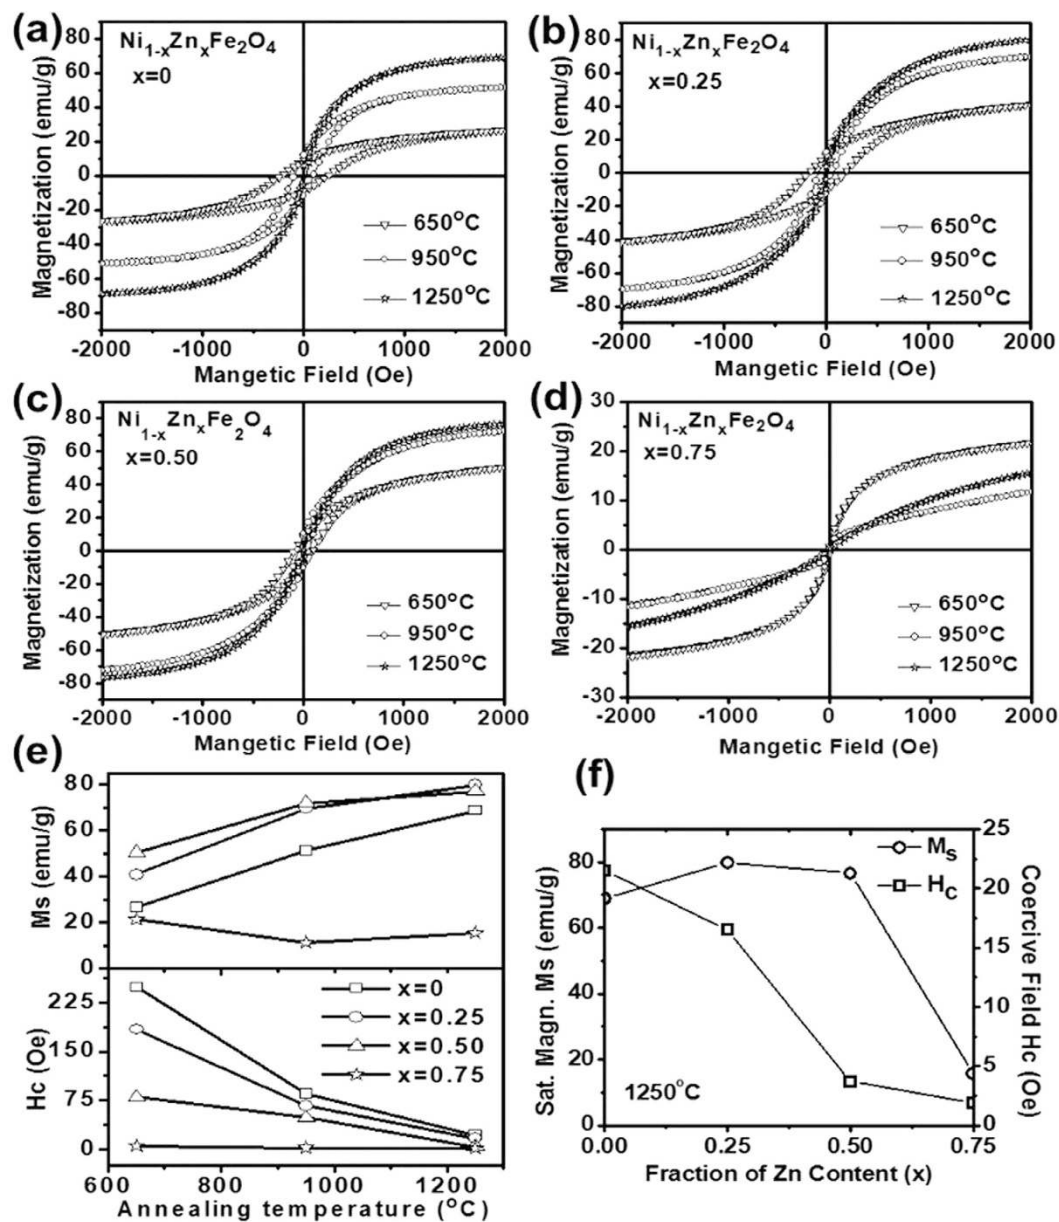 (a)
Ni1-xZnxFe2O4
x=0
Magnetization (emu/g)
80
60
40
20
0
-20
-40
-60
-80
650°C
950°C
1250°C
-2000 -1000 0 1000 2000
Mangetic Field (Oe)
(b)
Ni1-xZnxFe2O4
x=0.25
Magnetization (emu/g)
80
60
40
20
0
-20
-40
-60
-80
650°C
950°C
1250°C
-2000 -1000 0 1000 2000
Mangetic Field (Oe)
(c)
Ni1-xZnxFe2O4
x=0.50
Magnetization (emu/g)
80
60
40
20
0
-20
-40
-60
-80
650°C
950°C
1250°C
-2000 -1000 0 1000 2000
Mangetic Field (Oe)
(d)
Ni1-xZnxFe2O4
x=0.75
Magnetization (emu/g)
30
20
10
0
-10
-20
-30
650°C
950°C
1250°C
-2000 -1000 0 1000 2000
Mangetic Field (Oe)
(e)
Ms (emu/g)
80
60
40
20
0
Hc (Oe)
225
150
75
0
x=0
x=0.25
x=0.50
x=0.75
600 800 1000 1200
Annealing temperature (°C)
(f)
Sat. Magn. Ms (emu/g)
80
60
40
20
0
MS
HC
1250°C
25
20
15
10
5
0
Coercive Field Hc (Oe)
0.00 0.25 0.50 0.75
Fraction of Zn Content (x)